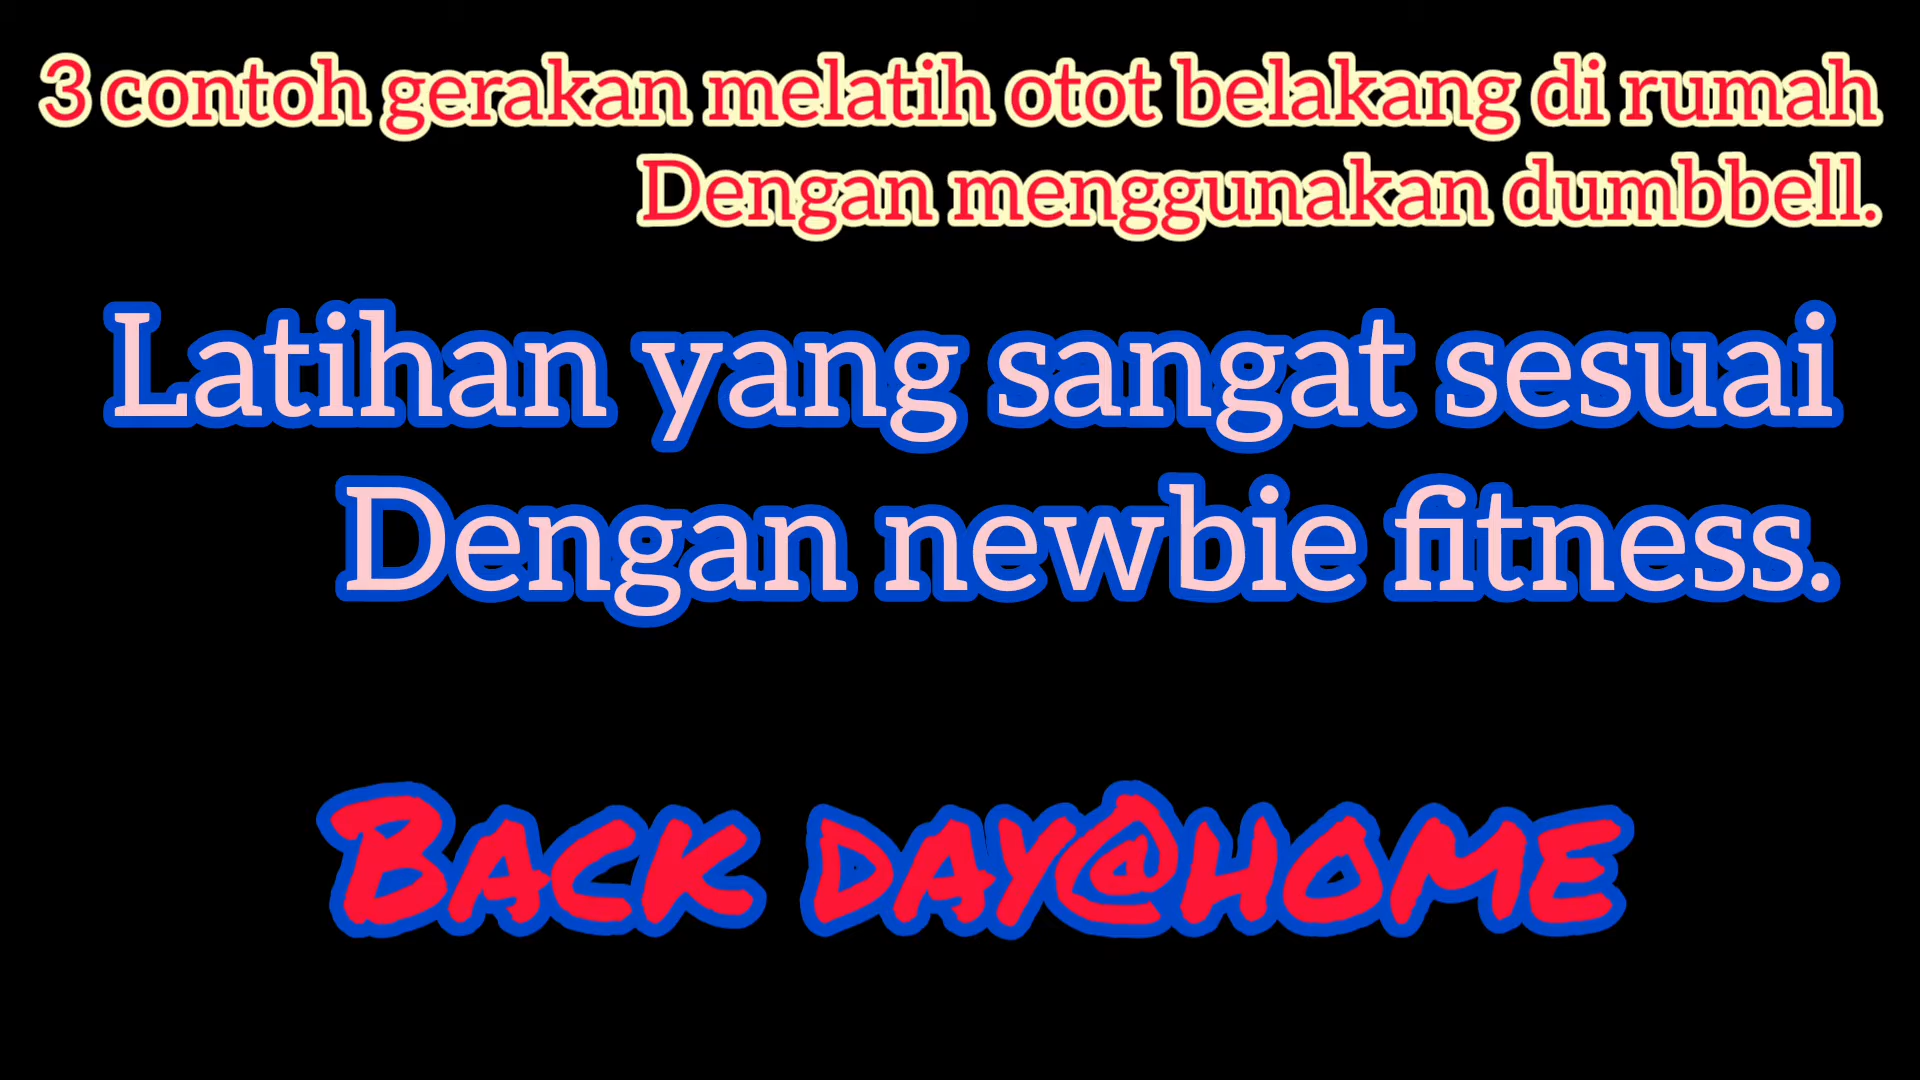 3 contoh gerakan melatih otot belakang di rumah
Dengan menggunakan dumbbell.
Latihan yang sangat sesuai
Dengan newbie fitness.
Back day@home